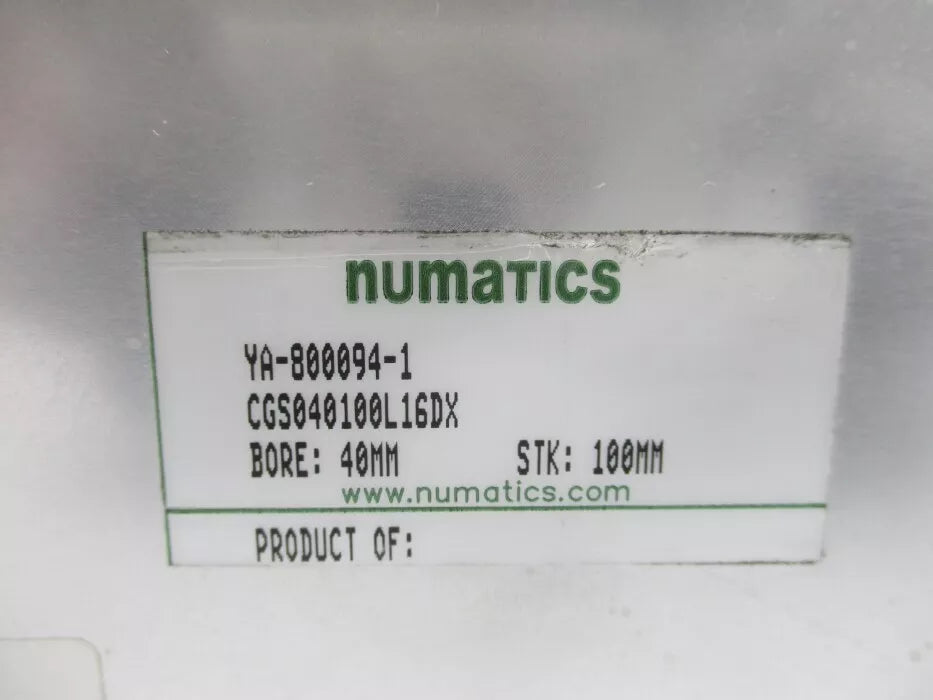 numatics
YA-800094-1
CGS040100L16DX
BORE: 40MM STK: 100MM
www.numatics.com
PRODUCT OF: